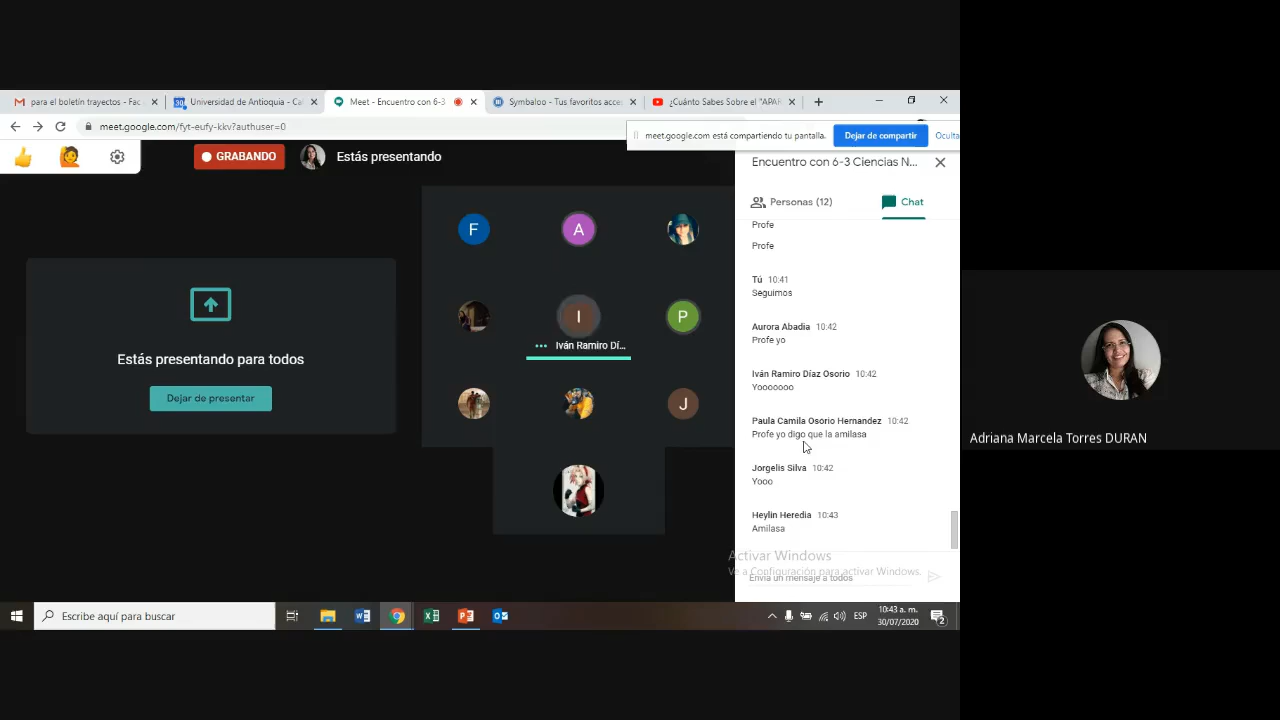 para el boletín trayectos - Fac
Universidad de Antioquia - Cal
Meet - Encuentro con 6-3
Symbaloo - Tus favoritos acce
¿Cuánto Sabes Sobre el "APAR
meet.google.com/fyt-eufy-kkv?authuser=0
meet.google.com está compartiendo tu pantalla.
Dejar de compartir
Oculta
GRABANDO
Estás presentando
Encuentro con 6-3 Ciencias N...
Personas (12)
Chat
Profe
Profe
Tú 10:41
Seguimos
Aurora Abadia 10:42
Profe yo
Iván Ramiro Díaz Osorio 10:42
Yooooooo
Paula Camila Osorio Hernandez 10:42
Profe yo digo que la amilasa
Jorgelis Silva 10:42
Yooo
Heylin Heredia 10:43
Amilasa
Activar Windows
Ve a Configuración para activar Windows.
Envía un mensaje a todos
F
A
I
P
Iván Ramiro Dí...
J
Estás presentando para todos
Dejar de presentar
Adriana Marcela Torres DURAN
Escribe aquí para buscar
ESP
10:43 a. m.
30/07/2020
2